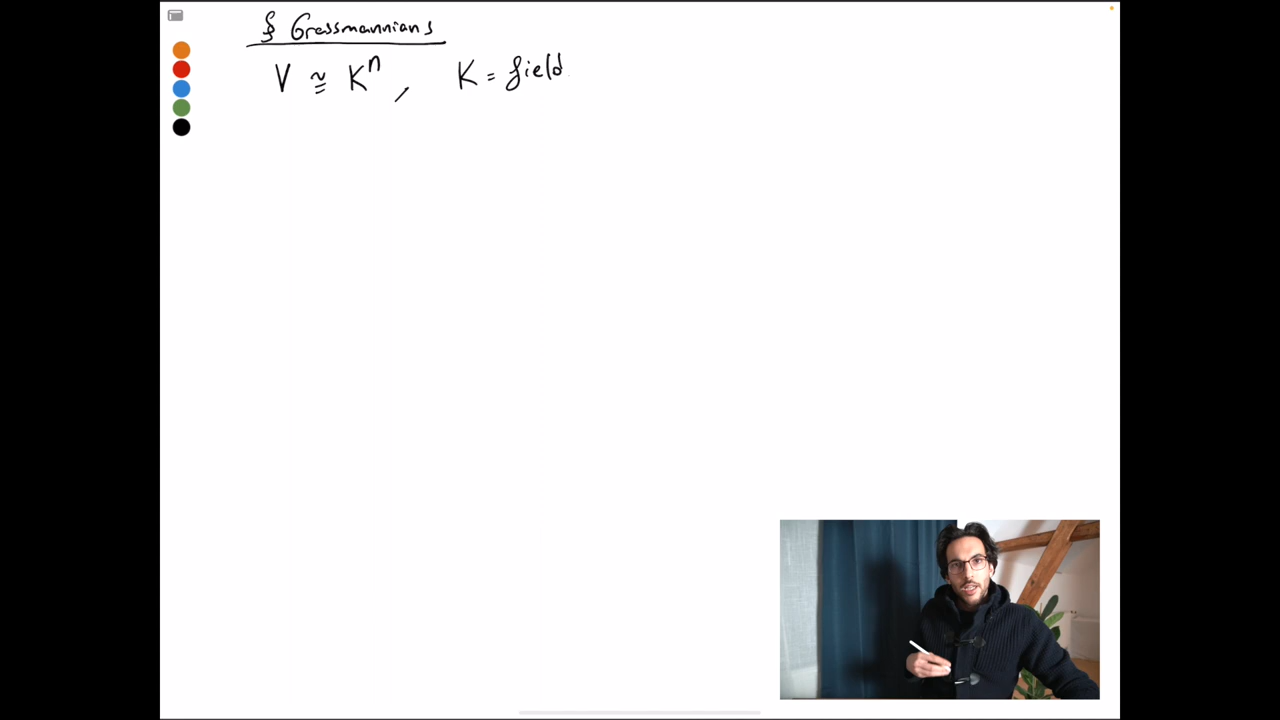 § Grassmannians
V ≅ Kⁿ, K = field